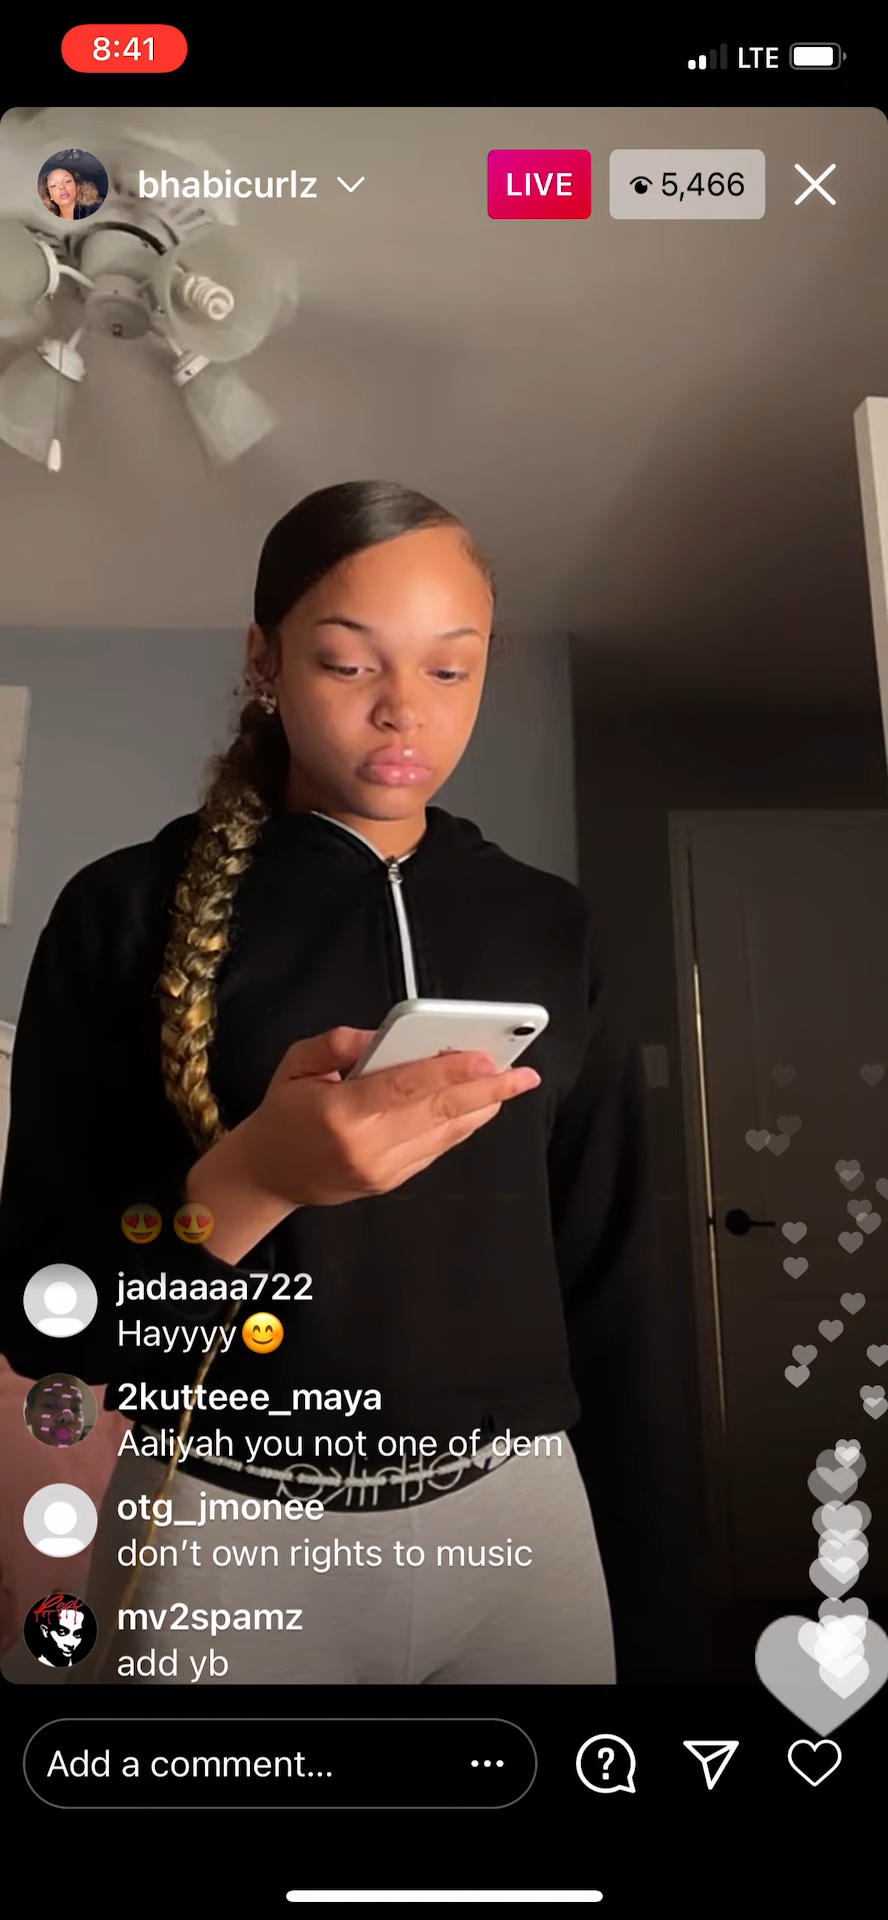 8:41
LTE
bhabicurlz
LIVE
5,466
😍 😍
jadaaaa722
Hayyyy😊
2kutteee_maya
Aaliyah you not one of dem
otg_jmonee
don’t own rights to music
mv2spamz
add yb
Add a comment...